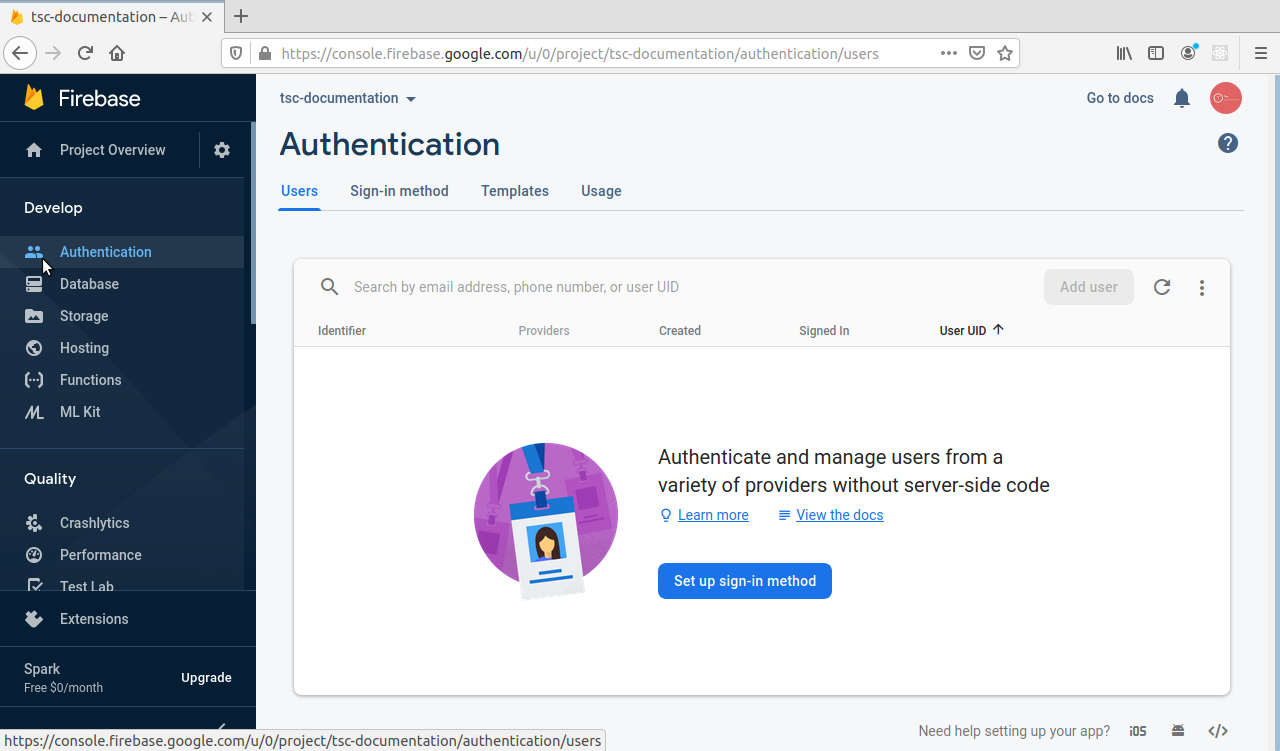 tsc-documentation – Aut
https://console.firebase.google.com/u/0/project/tsc-documentation/authentication/users
Firebase
Project Overview
Develop
Authentication
Database
Storage
Hosting
Functions
ML Kit
Quality
Crashlytics
Performance
Test Lab
Extensions
Spark
Free $0/month
Upgrade
tsc-documentation
Go to docs
Authentication
Users
Sign-in method
Templates
Usage
Search by email address, phone number, or user UID
Add user
Identifier Providers Created Signed In User UID
Authenticate and manage users from a
variety of providers without server-side code
Learn more
View the docs
Set up sign-in method
Need help setting up your app?
iOS
https://console.firebase.google.com/u/0/project/tsc-documentation/authentication/users